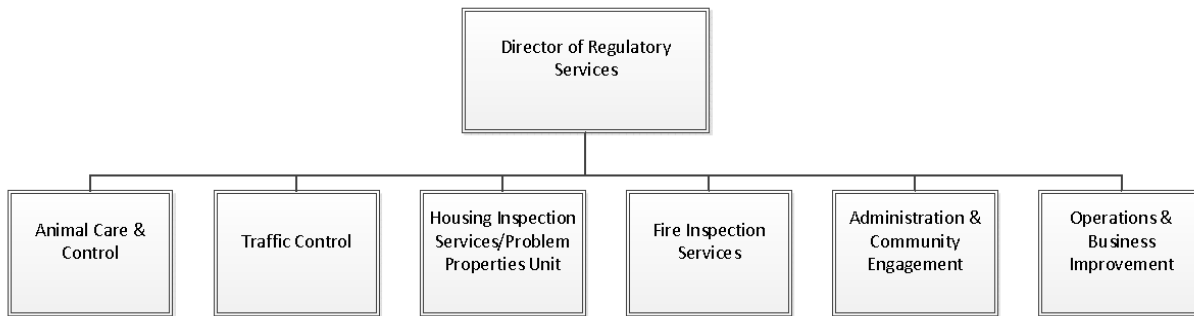 Director of Regulatory
Services
Animal Care &
Control
Traffic Control
Housing Inspection
Services/Problem
Properties Unit
Fire Inspection
Services
Administration &
Community
Engagement
Operations &
Business
Improvement